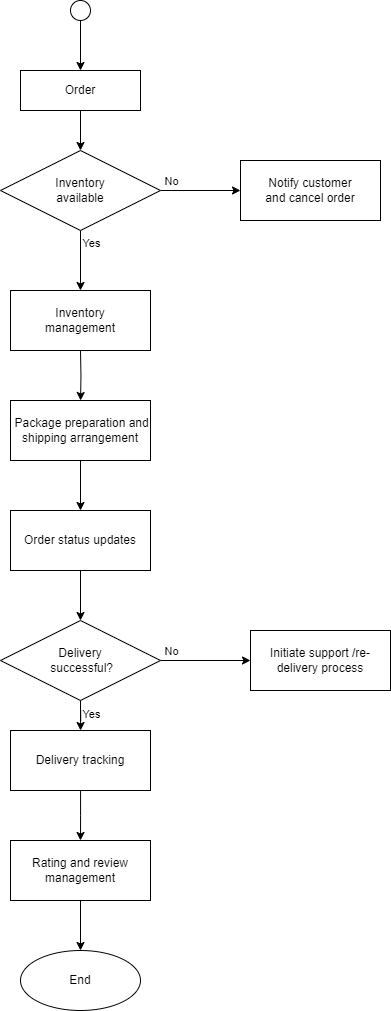 Order
Inventory
available
No
Notify customer
and cancel order
Yes
Inventory
management
Package preparation and
shipping arrangement
Order status updates
Delivery
successful?
No
Initiate support /re-
delivery process
Yes
Delivery tracking
Rating and review
management
End